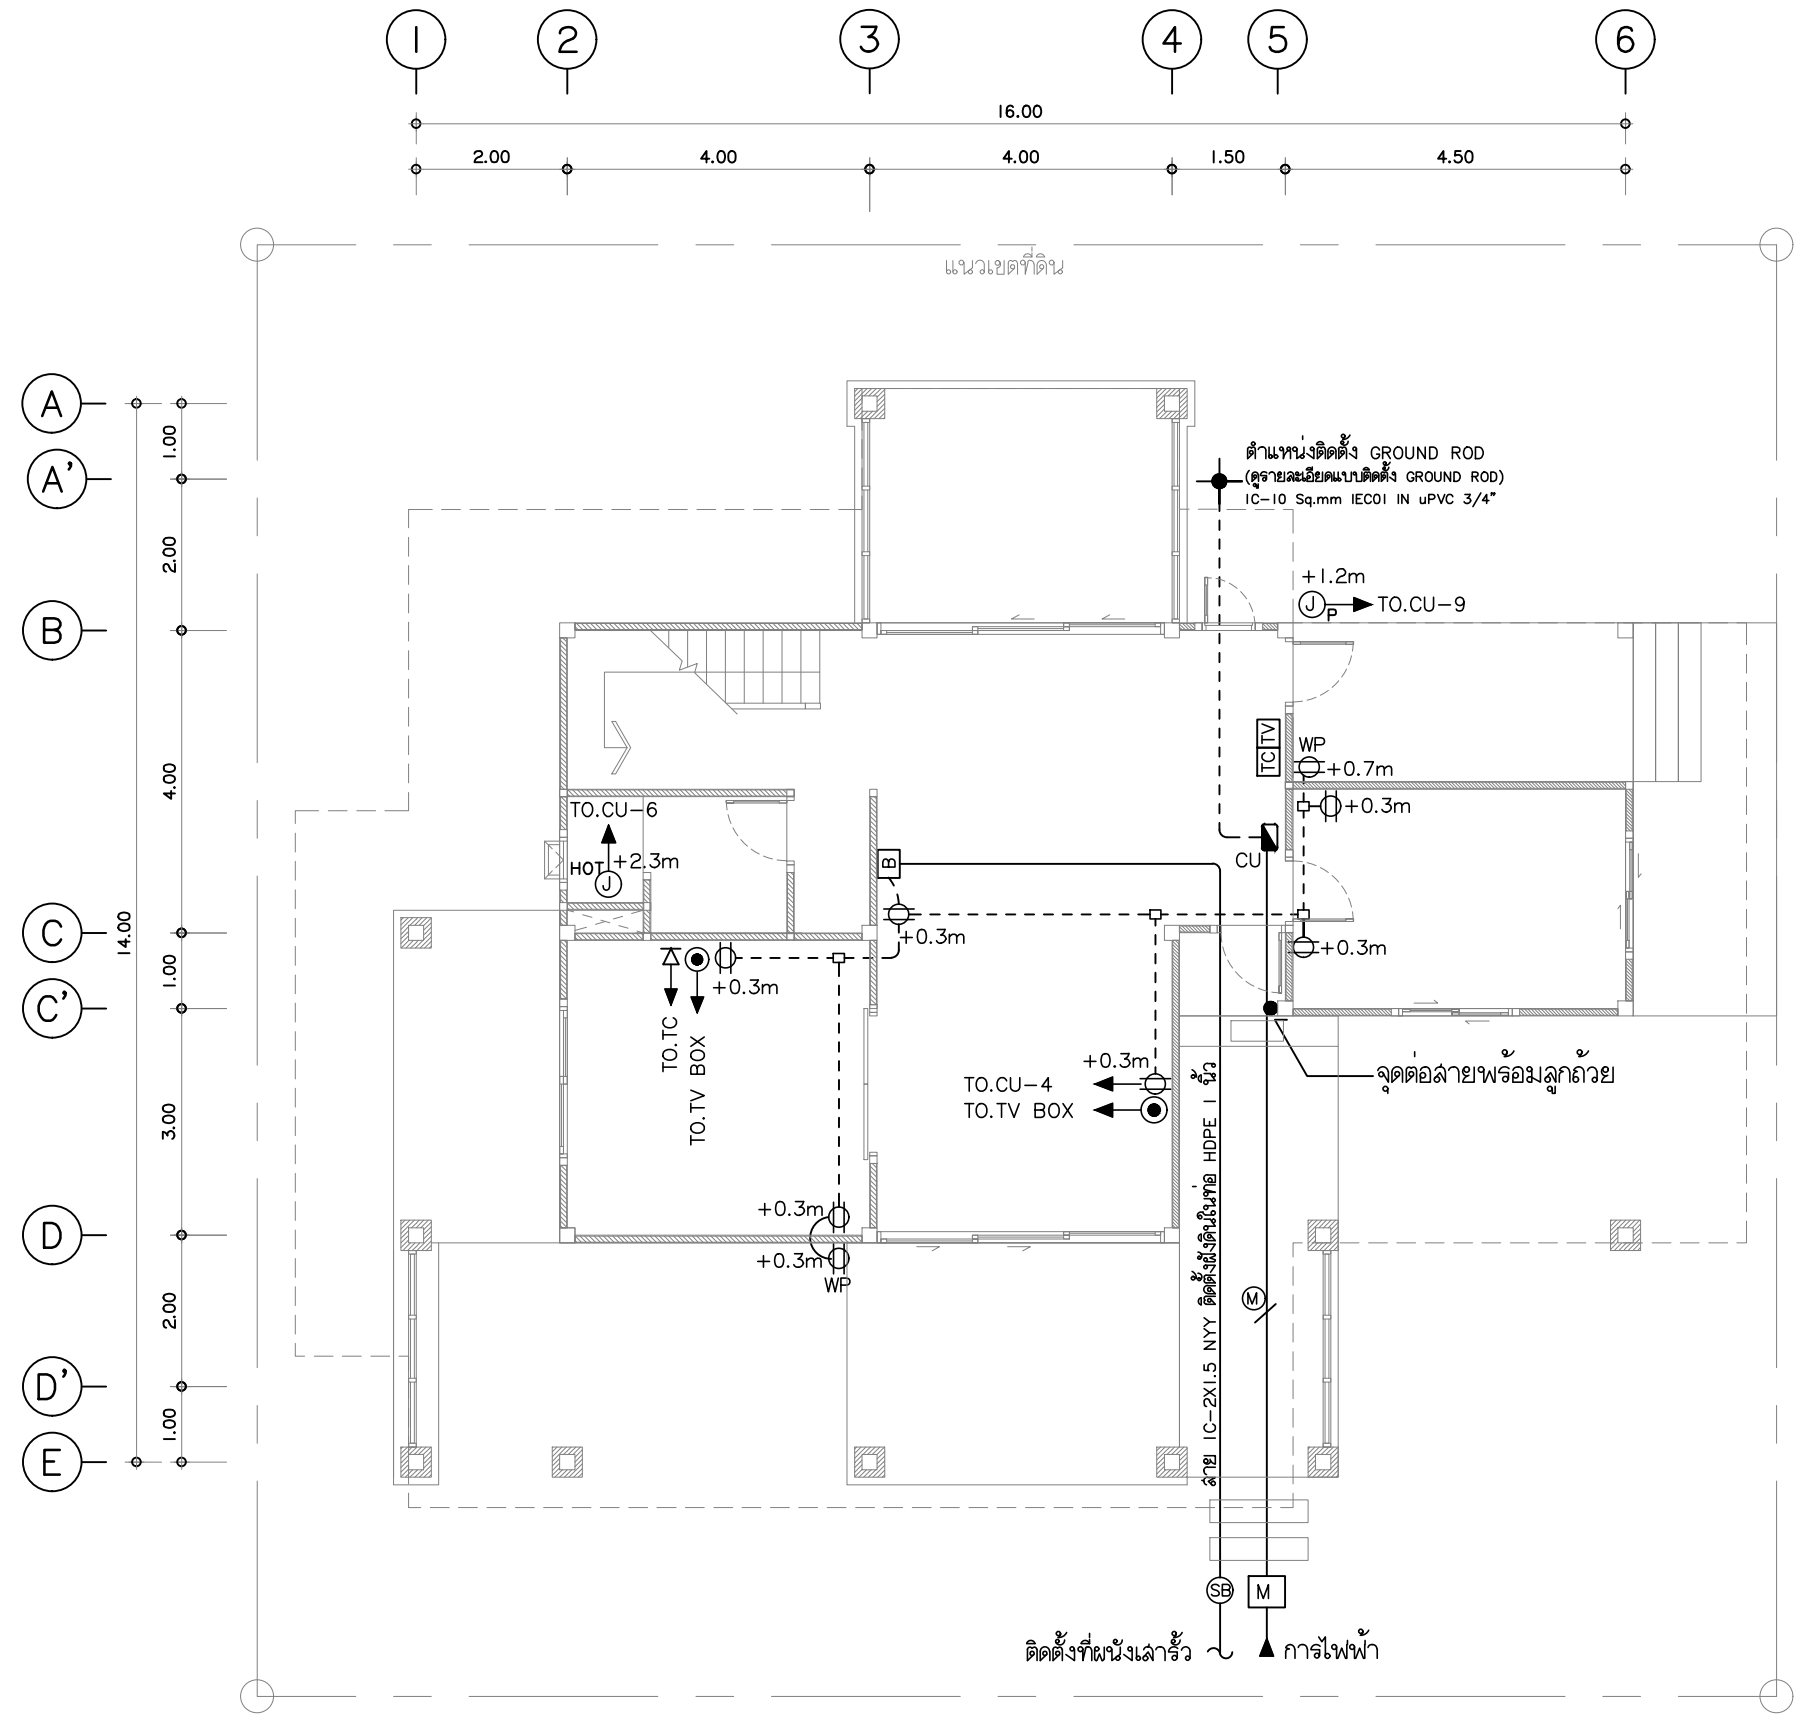 1 2 3 4 5 6
16.00
2.00 4.00 4.00 1.50 4.50
แนวเขตที่ดิน
A
1.00
A'
ตำแหน่งติดตั้ง GROUND ROD
(ดูรายละเอียดแบบติดตั้ง GROUND ROD)
1C-10 Sq.mm IEC01 IN uPVC 3/4"
2.00
+1.2m
J P TO.CU-9
B
TV
TC
WP
+0.7m
4.00
+0.3m
TO.CU-6
HOT +2.3m
J
B
CU
C
14.00
+0.3m
+0.3m
1.00
+0.3m
C'
TO.TC
TO.TV BOX
+0.3m
TO.CU-4
TO.TV BOX
จุดต่อสายพร้อมลูกถ้วย
3.00
สาย 1C-2X1.5 NYY ติดตั้งฝังดินในท่อ HDPE 1 นิ้ว
+0.3m
D
+0.3m
WP
M
2.00
D'
1.00
E
SB M
ติดตั้งที่ผนังเสารั้ว การไฟฟ้า